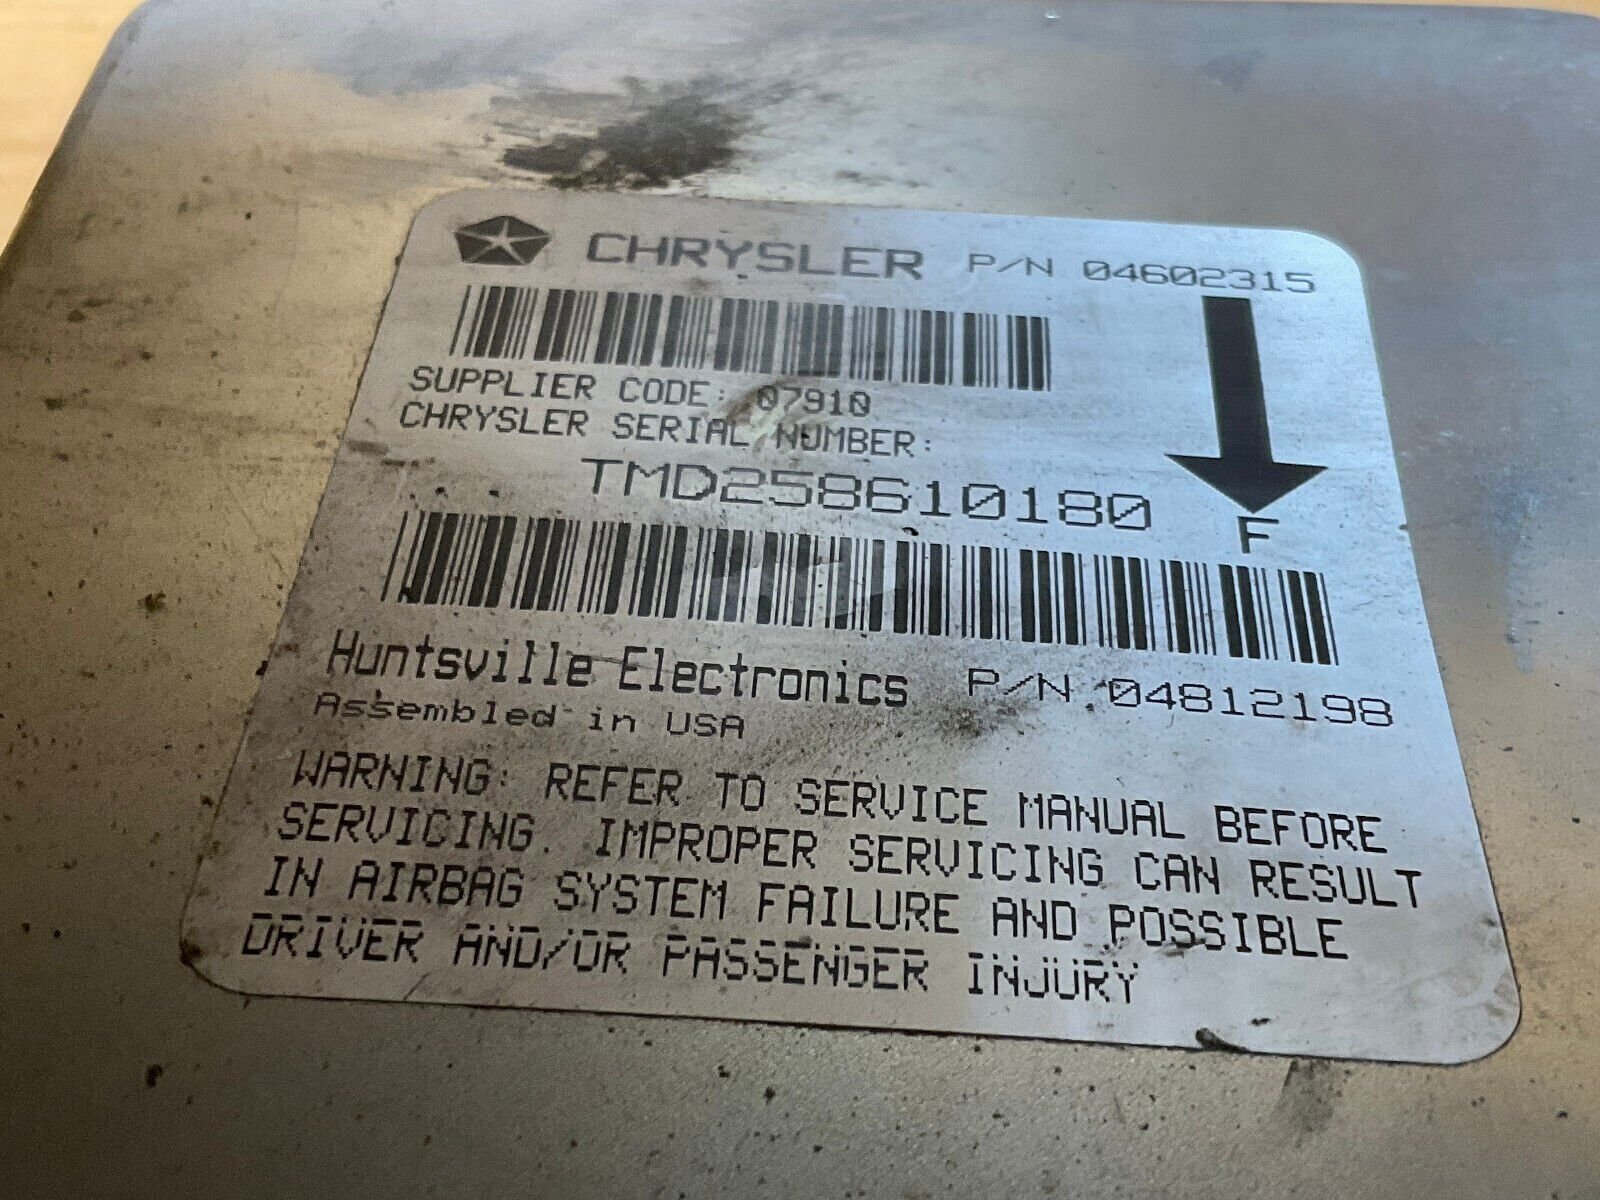 CHRYSLER P/N 04602315
SUPPLIER CODE: 07910
CHRYSLER SERIAL NUMBER:
TMD258610180
F
Huntsville Electronics P/N 04812198
Assembled in USA
WARNING: REFER TO SERVICE MANUAL BEFORE
SERVICING. IMPROPER SERVICING CAN RESULT
IN AIRBAG SYSTEM FAILURE AND POSSIBLE
DRIVER AND/OR PASSENGER INJURY